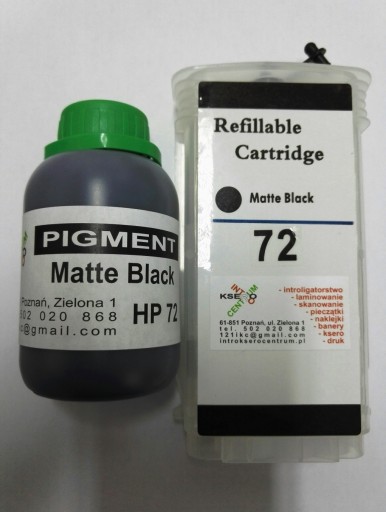 PIGMENT
Matte Black
Poznań, Zielona 1
502 020 868
HP 72
@gmail.com
Refillable
Cartridge
Matte Black
72
INTRO
KSERO
CENTRUM
- introligatorstwo
- laminowanie
- skanowanie
- pieczątki
- naklejki
- banery
- ksero
- druk
61-651 Poznań, ul. Zielona 1
tel. 502 020 868
121ikc@gmail.com
introkserocentrum.pl